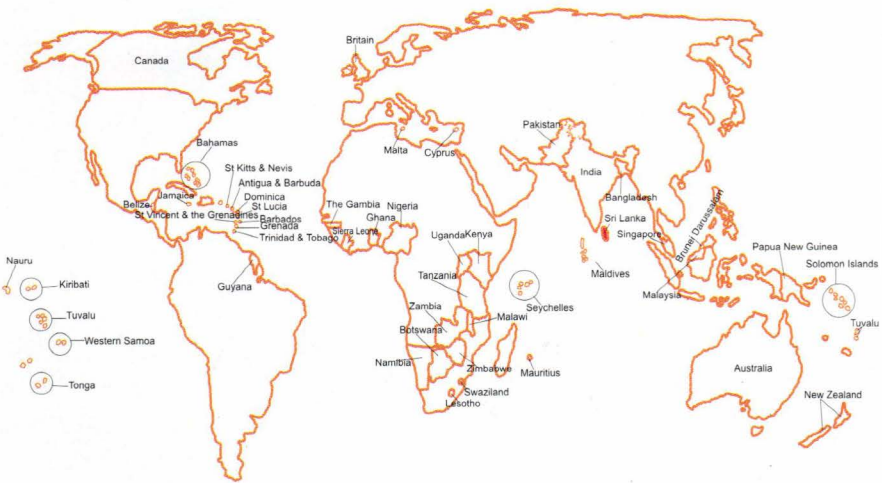 Britain
Canada
Pakistan
Malta
Cyprus
Bahamas
India
St Kitts & Nevis
Antigua & Barbuda
Jamaica
Dominica
Belize
St Lucia
Bangladesh
St Vincent & the Grenadines
The Gambia
Nigeria
Barbados
Ghana
Sri Lanka
Grenada
Sierra Leone
Singapore
Brunei Darussalam
Trinidad & Tobago
Uganda
Kenya
Papua New Guinea
Solomon Islands
Nauru
Maldives
Tanzania
Kiribati
Guyana
Malaysia
Seychelles
Zambia
Tuvalu
Malawi
Tuvalu
Botswana
Western Samoa
Namibia
Zimbabwe
Mauritius
Australia
Tonga
Swaziland
New Zealand
Lesotho